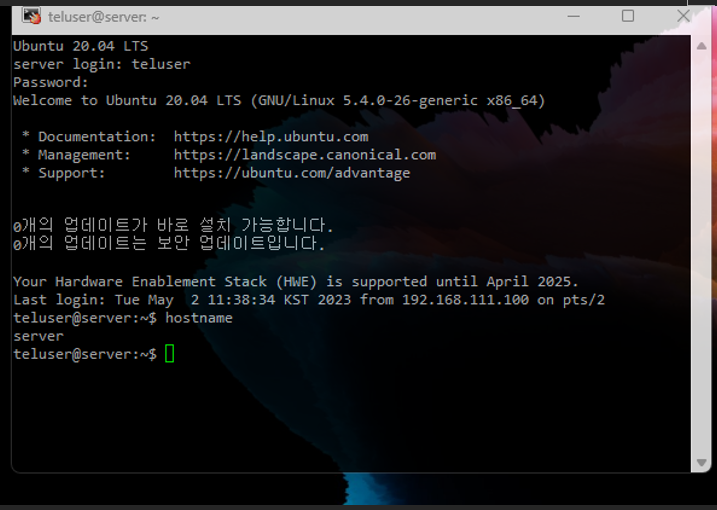 teluser@server: ~
Ubuntu 20.04 LTS
server login: teluser
Password:
Welcome to Ubuntu 20.04 LTS (GNU/Linux 5.4.0-26-generic x86_64)
* Documentation:  https://help.ubuntu.com
* Management:     https://landscape.canonical.com
* Support:        https://ubuntu.com/advantage
0개의 업데이트가 바로 설치 가능합니다.
0개의 업데이트는 보안 업데이트입니다.
Your Hardware Enablement Stack (HWE) is supported until April 2025.
Last login: Tue May  2 11:38:34 KST 2023 from 192.168.111.100 on pts/2
teluser@server:~$ hostname
server
teluser@server:~$